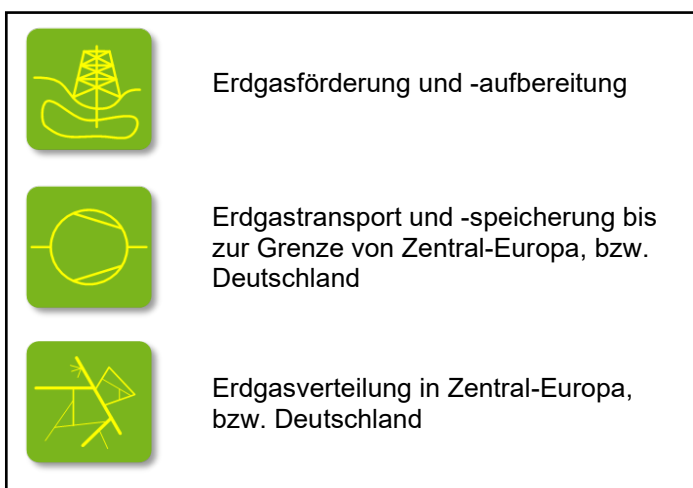 Erdgasförderung und -aufbereitung
Erdgastransport und -speicherung bis
zur Grenze von Zentral-Europa, bzw.
Deutschland
Erdgasverteilung in Zentral-Europa,
bzw. Deutschland